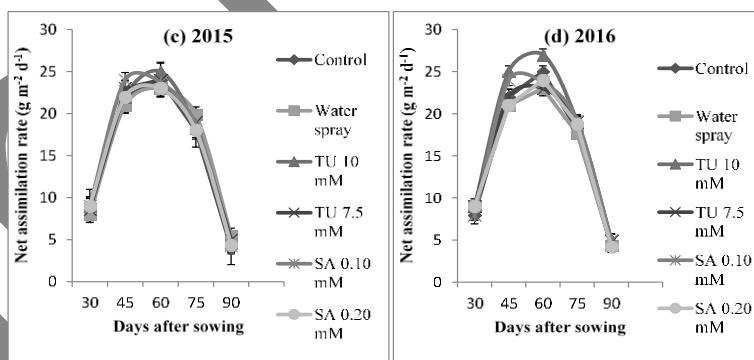 (c) 2015
Net assimilation rate (g m⁻² d⁻¹)
30
25
20
15
10
5
0
30 45 60 75 90
Days after sowing
Control
Water
spray
TU 10
mM
TU 7.5
mM
SA 0.10
mM
SA 0.20
mM
(d) 2016
Net assimilation rate (g m⁻² d⁻¹)
30
25
20
15
10
5
0
30 45 60 75 90
Days after sowing
Control
Water
spray
TU 10
mM
TU 7.5
mM
SA 0.10
mM
SA 0.20
mM